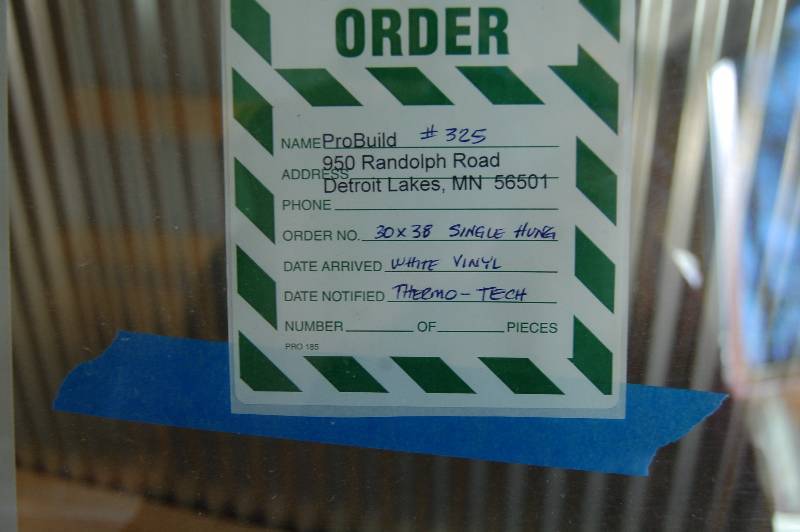 ORDER
NAME ProBuild #325
950 Randolph Road
ADDRESS
Detroit Lakes, MN 56501
PHONE
ORDER NO. 30x38 SINGLE HUNG
DATE ARRIVED WHITE VINYL
DATE NOTIFIED THERMO-TECH
NUMBER OF PIECES
PRO 185